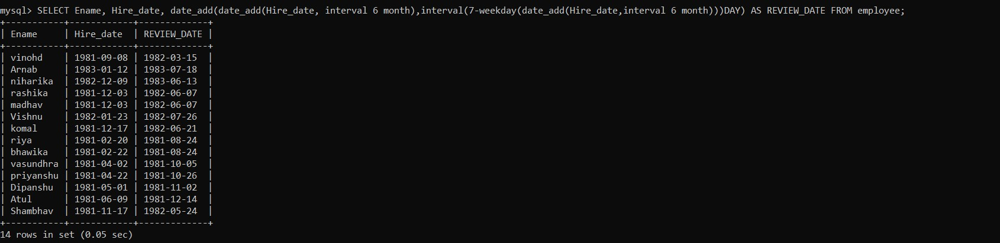 mysql> SELECT Ename, Hire_date, date_add(date_add(Hire_date, interval 6 month),interval(7-weekday(date_add(Hire_date,interval 6 month)))DAY) AS REVIEW_DATE FROM employee;
+-----------+------------+-------------+
| Ename     | Hire_date  | REVIEW_DATE |
+-----------+------------+-------------+
| vinohd    | 1981-09-08 | 1982-03-15  |
| Arnab     | 1983-01-12 | 1983-07-18  |
| niharika  | 1982-12-09 | 1983-06-13  |
| rashika   | 1981-12-03 | 1982-06-07  |
| madhav    | 1981-12-03 | 1982-06-07  |
| Vishnu    | 1982-01-23 | 1982-07-26  |
| komal     | 1981-12-17 | 1982-06-21  |
| riya      | 1981-02-20 | 1981-08-24  |
| bhawika   | 1981-02-22 | 1981-08-24  |
| vasundhra | 1981-04-02 | 1981-10-05  |
| priyanshu | 1981-04-22 | 1981-10-26  |
| Dipanshu  | 1981-05-01 | 1981-11-02  |
| Atul      | 1981-06-09 | 1981-12-14  |
| Shambhav  | 1981-11-17 | 1982-05-24  |
+-----------+------------+-------------+
14 rows in set (0.05 sec)